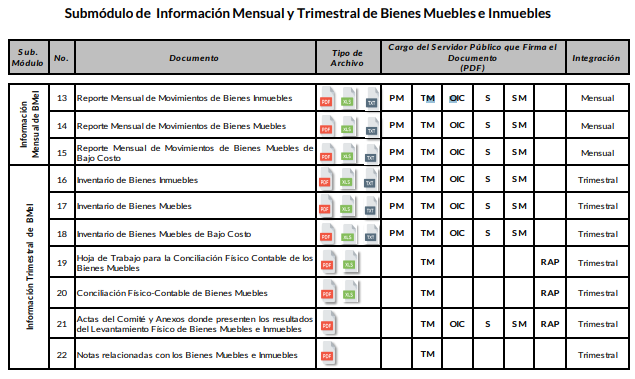 Submódulo de Información Mensual y Trimestral de Bienes Muebles e Inmuebles
Sub. Módulo No. Documento Tipo de Archivo Cargo del Servidor Público que Firma el Documento (PDF) Integración
Información Mensual de BMeI
13 Reporte Mensual de Movimientos de Bienes Inmuebles PDF XLS TXT PM TM OIC S SM Mensual
14 Reporte Mensual de Movimientos de Bienes Muebles PDF XLS TXT PM TM OIC S SM Mensual
15 Reporte Mensual de Movimientos de Bienes Muebles de Bajo Costo PDF XLS TXT PM TM OIC S SM Mensual
Información Trimestral de BMeI
16 Inventario de Bienes Inmuebles PDF XLS TXT PM TM OIC S SM Trimestral
17 Inventario de Bienes Muebles PDF XLS TXT PM TM OIC S SM Trimestral
18 Inventario de Bienes Muebles de Bajo Costo PDF XLS TXT PM TM OIC S SM Trimestral
19 Hoja de Trabajo para la Conciliación Físico Contable de los Bienes Muebles PDF XLS TM RAP Trimestral
20 Conciliación Físico-Contable de Bienes Muebles PDF XLS TM RAP Trimestral
21 Actas del Comité y Anexos donde presenten los resultados del Levantamiento Físico de Bienes Muebles e Inmuebles PDF TM OIC S SM RAP Trimestral
22 Notas relacionadas con los Bienes Muebles e Inmuebles PDF TM Trimestral